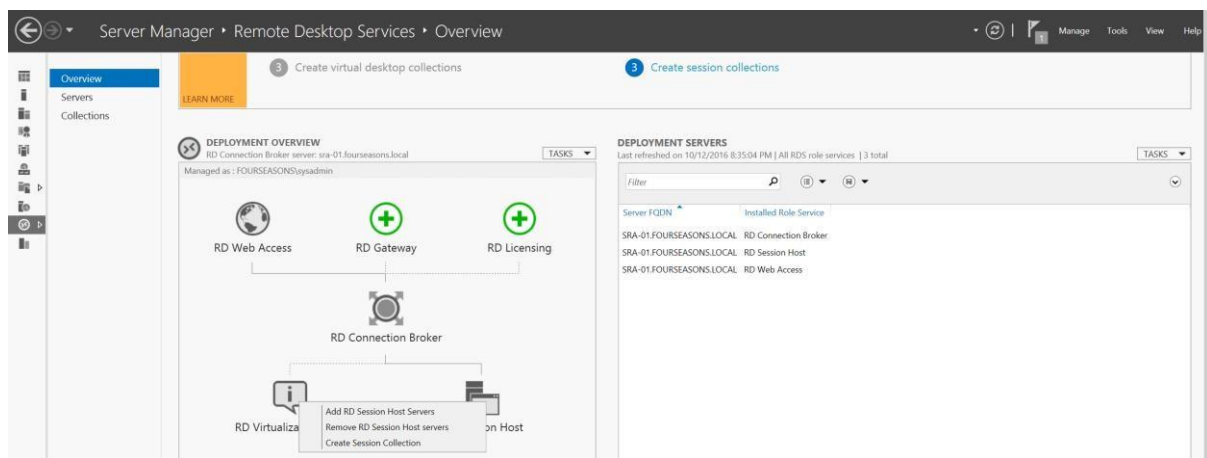 Server Manager ‣ Remote Desktop Services ‣ Overview
1
Manage Tools View Help
Overview
Servers
Collections
LEARN MORE
3 Create virtual desktop collections
3 Create session collections
DEPLOYMENT OVERVIEW
RD Connection Broker server: sra-01.fourseasons.local
TASKS
Managed as : FOURSEASONS\sysadmin
RD Web Access
RD Gateway
RD Licensing
RD Connection Broker
RD Virtualiza
on Host
Add RD Session Host Servers
Remove RD Session Host servers
Create Session Collection
DEPLOYMENT SERVERS
Last refreshed on 10/12/2016 8:35:04 PM | All RDS role services | 3 total
TASKS
Filter
Server FQDN Installed Role Service
SRA-01.FOURSEASONS.LOCAL RD Connection Broker
SRA-01.FOURSEASONS.LOCAL RD Session Host
SRA-01.FOURSEASONS.LOCAL RD Web Access